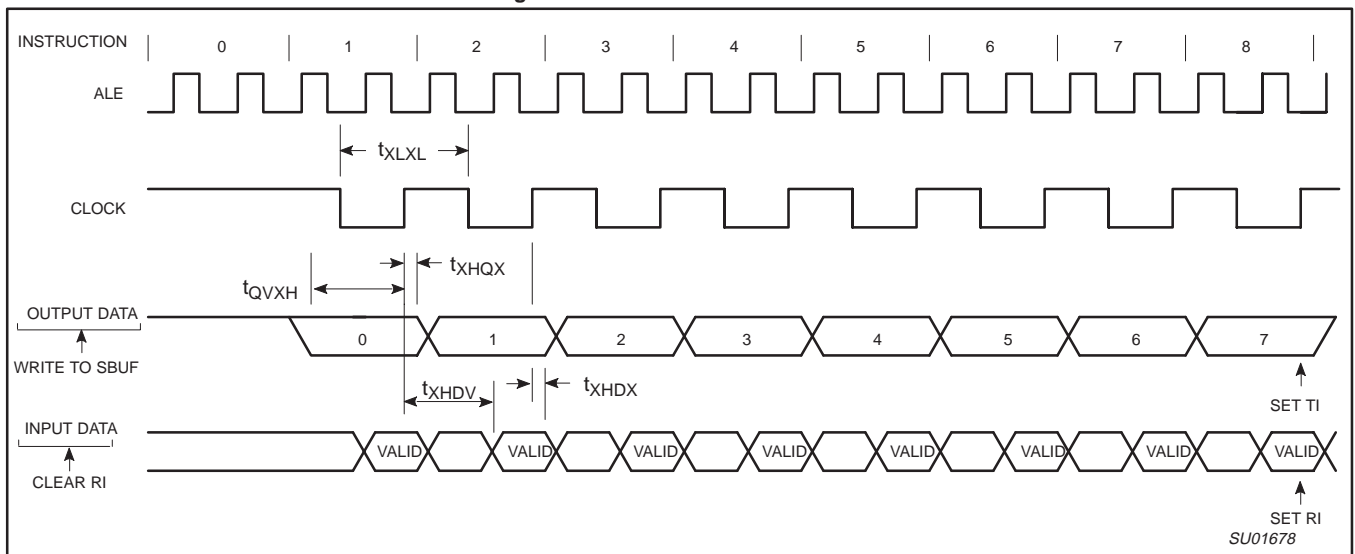 INSTRUCTION 0 1 2 3 4 5 6 7 8
ALE
tXLXL
CLOCK
tXHQX
tQVXH
OUTPUT DATA
0 1 2 3 4 5 6 7
WRITE TO SBUF
tXHDV
tXHDX
SET TI
INPUT DATA
VALID VALID VALID VALID VALID VALID VALID VALID
CLEAR RI
SET RI
SU01678